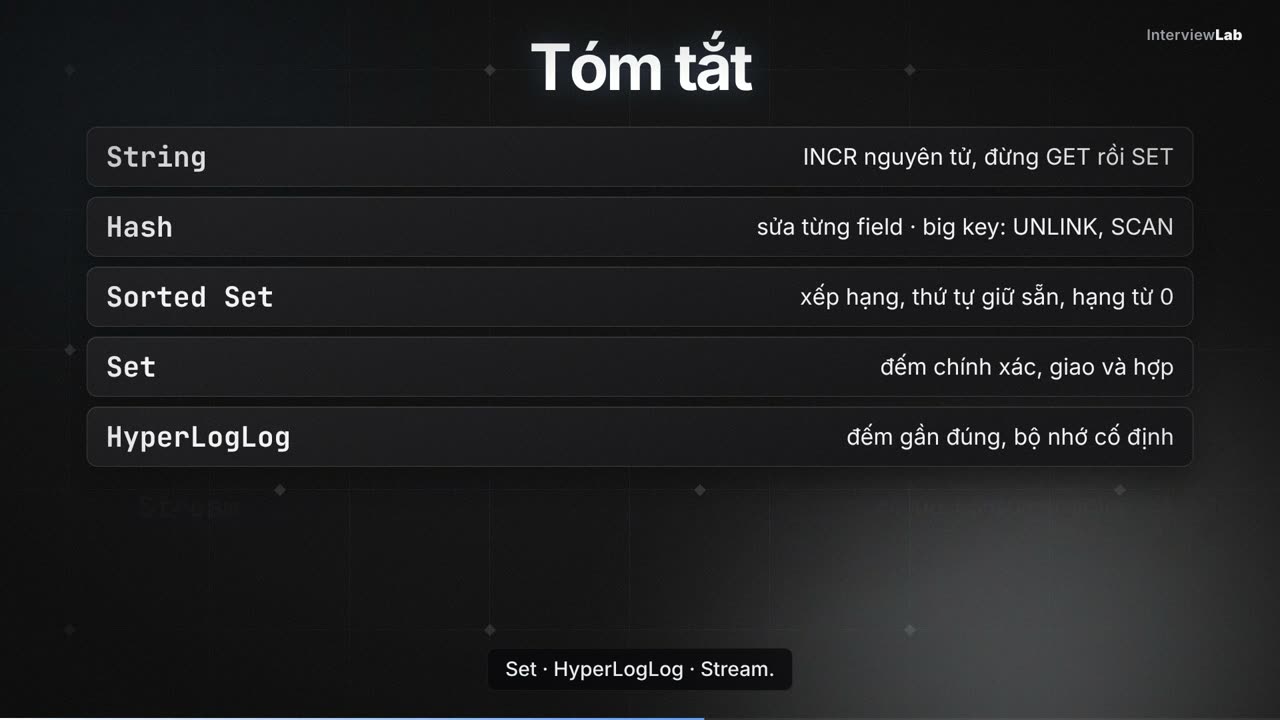 InterviewLab
Tóm tắt
String
INCR nguyên tử, đừng GET rồi SET
Hash
sửa từng field · big key: UNLINK, SCAN
Sorted Set
xếp hạng, thứ tự giữ sẵn, hạng từ 0
Set
đếm chính xác, giao và hợp
HyperLogLog
đếm gần đúng, bộ nhớ cố định
Stream
Set · HyperLogLog · Stream.